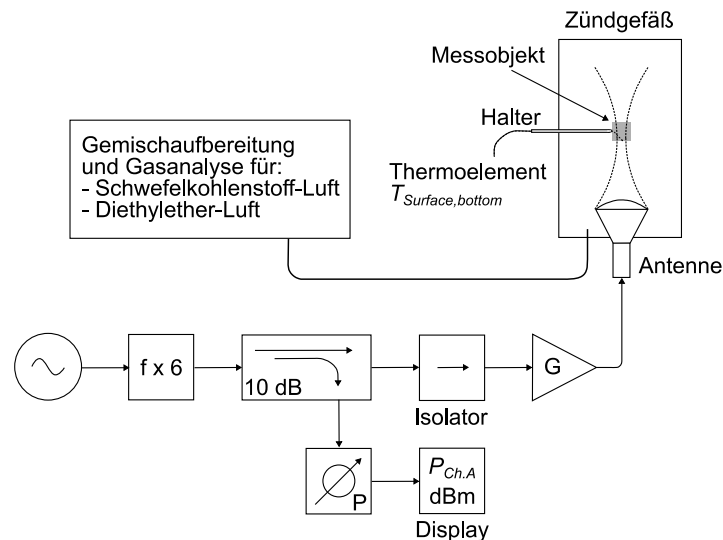 Zündgefäß
Messobjekt
Halter
Thermoelement
T_Surface,bottom
Gemischaufbereitung
und Gasanalyse für:
- Schwefelkohlenstoff-Luft
- Diethylether-Luft
Antenne
f x 6
10 dB
Isolator
G
P
P_Ch.A
dBm
Display